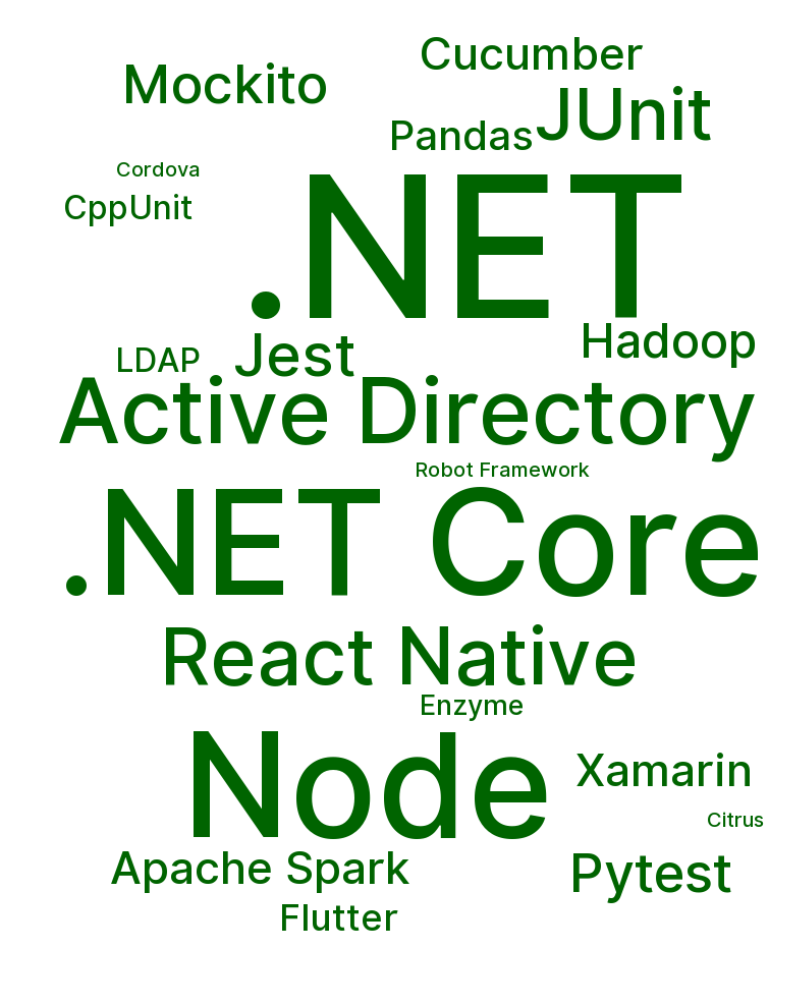 Cucumber
Mockito
JUnit
Pandas
Cordova
CppUnit
.NET
Hadoop
LDAP
Jest
Active Directory
Robot Framework
.NET Core
React Native
Enzyme
Node
Xamarin
Citrus
Apache Spark
Pytest
Flutter